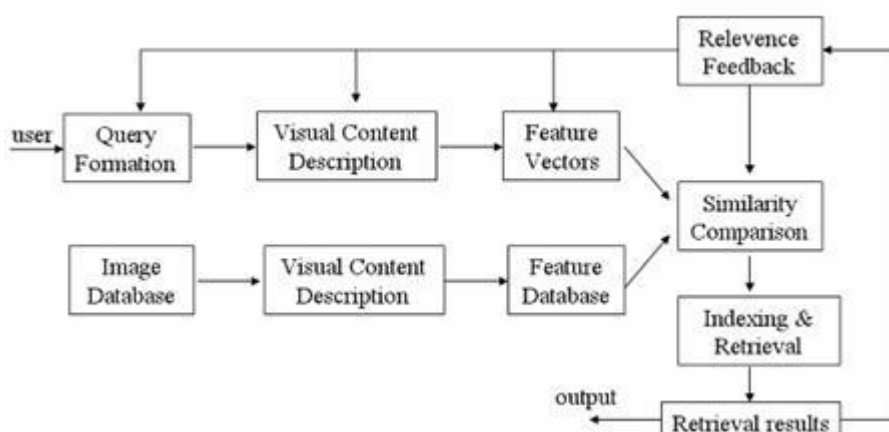 Relevence
Feedback
user
Query
Formation
Visual Content
Description
Feature
Vectors
Similarity
Comparison
Image
Database
Visual Content
Description
Feature
Database
Indexing &
Retrieval
output
Retrieval results